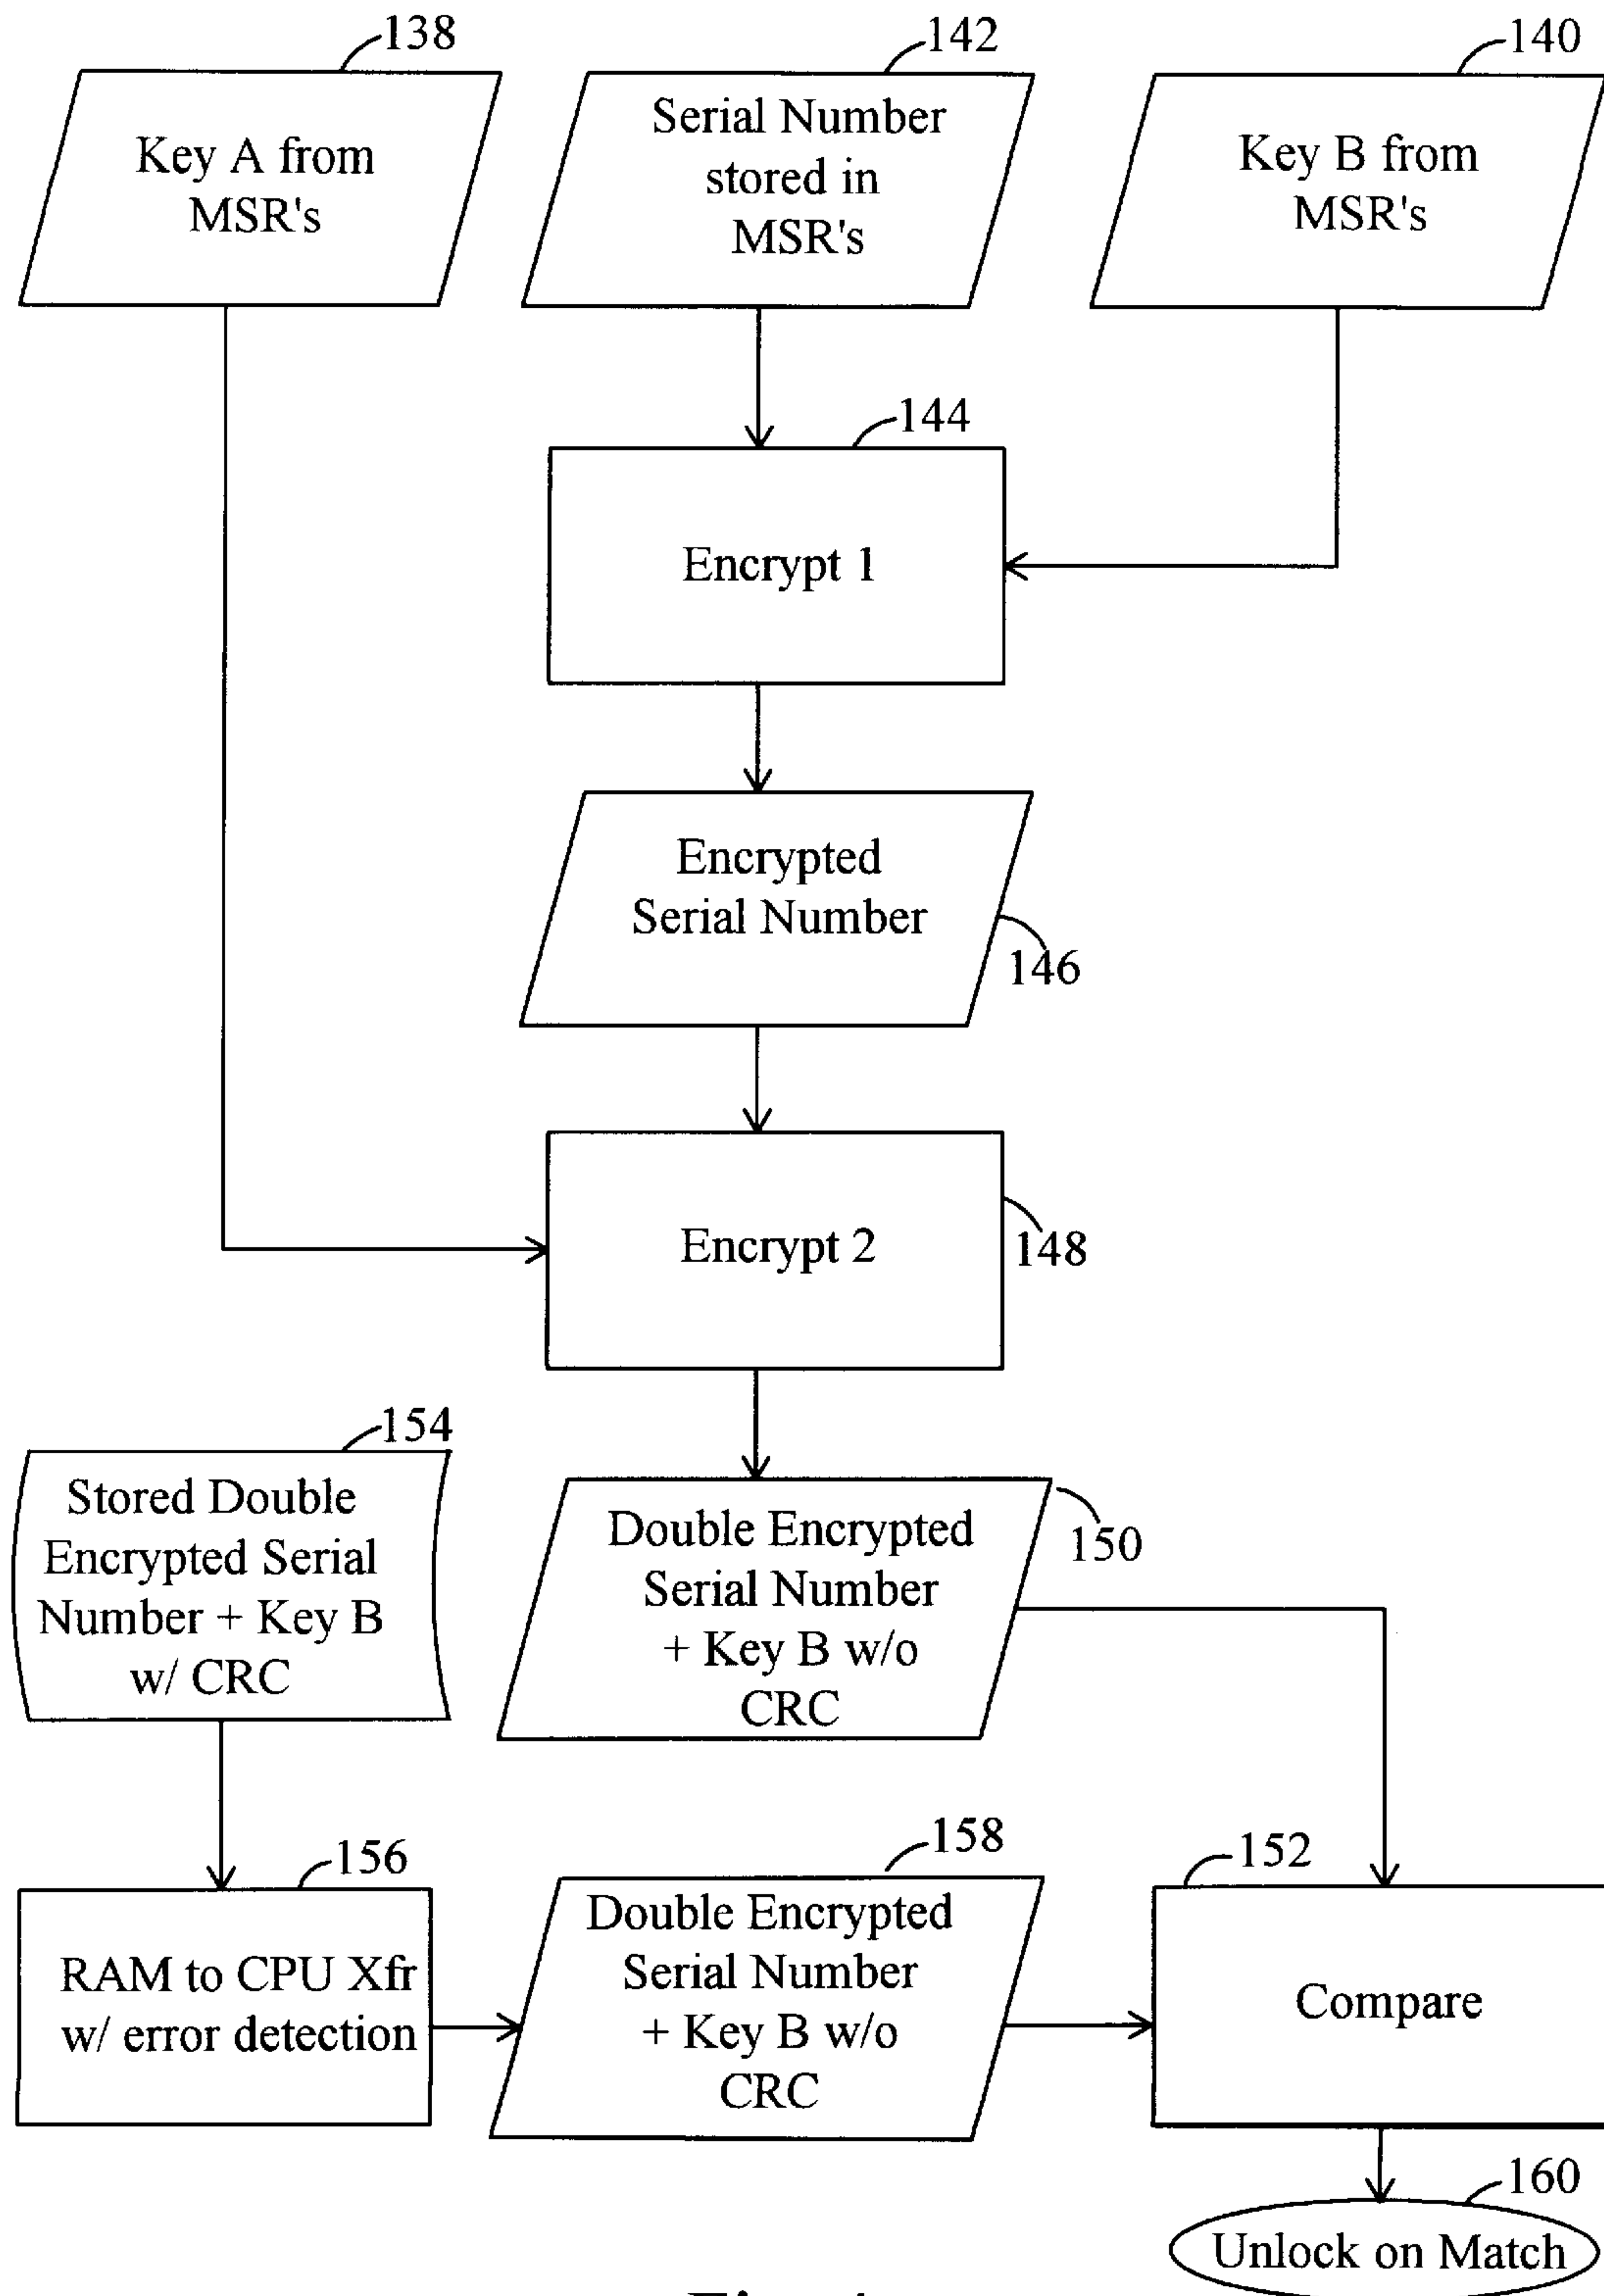 138
142
140
Key A from
MSR's
Serial Number
stored in
MSR's
Key B from
MSR's
144
Encrypt 1
Encrypted
Serial Number
146
Encrypt 2
148
154
Stored Double
Encrypted Serial
Number + Key B
w/ CRC
Double Encrypted
Serial Number
+ Key B w/o
CRC
150
156
RAM to CPU Xfr
w/ error detection
158
Double Encrypted
Serial Number
+ Key B w/o
CRC
152
Compare
160
Unlock on Match